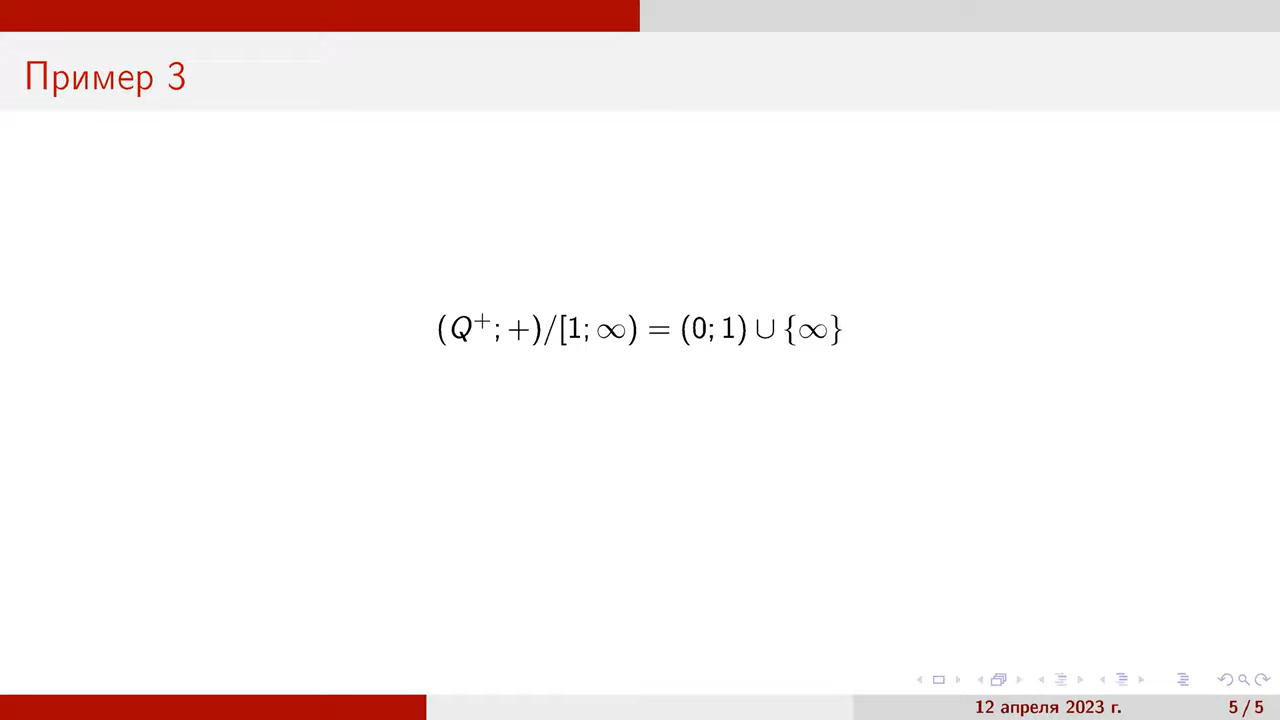 Пример 3
(Q⁺; +)/[1; ∞) = (0; 1) ∪ {∞}
12 апреля 2023 г. 5 / 5